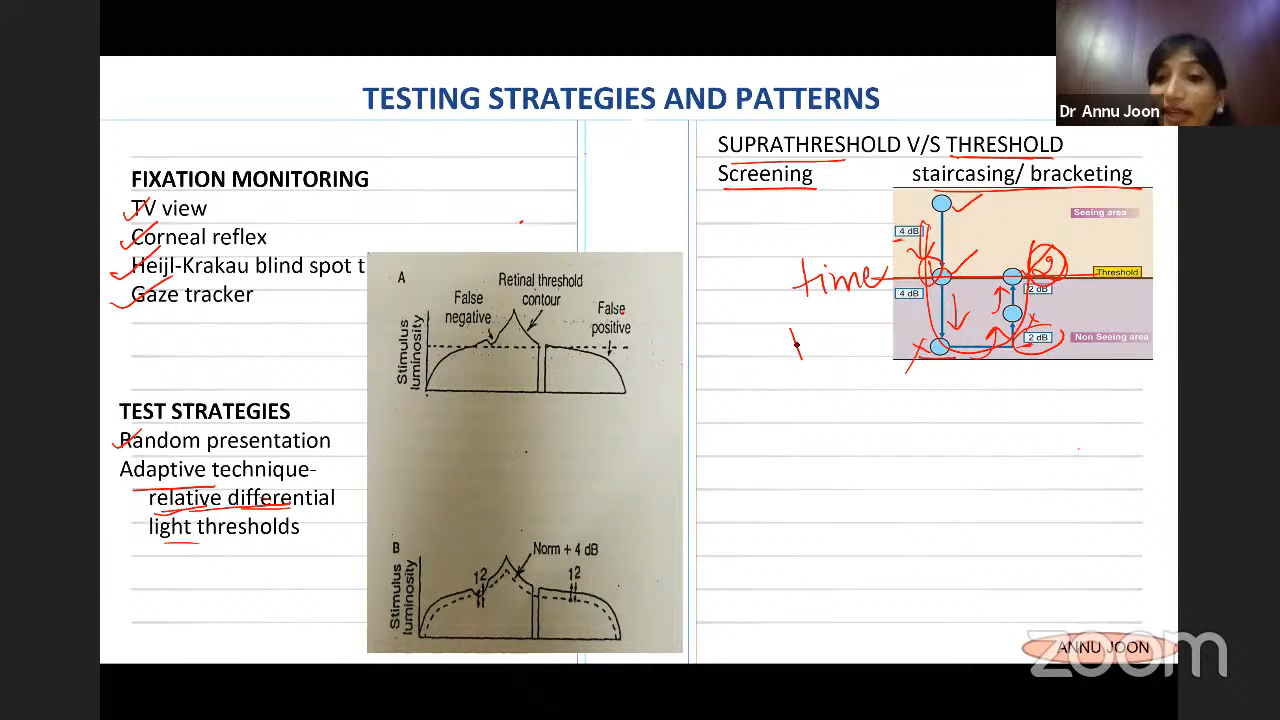 TESTING STRATEGIES AND PATTERNS
Dr Annu Joon
FIXATION MONITORING
TV view
Corneal reflex
Heijl-Krakau blind spot t
Gaze tracker
TEST STRATEGIES
Random presentation
Adaptive technique-
relative differential
light thresholds
A
Retinal threshold
contour
False
negative
False
positive
Stimulus
luminosity
B
Norm + 4 dB
12
12
Stimulus
luminosity
SUPRATHRESHOLD V/S THRESHOLD
Screening staircasing/ bracketing
Seeing area
4 dB
time
2
Threshold
4 dB
2 dB
2 dB
Non Seeing area
ANNU JOON
zoom